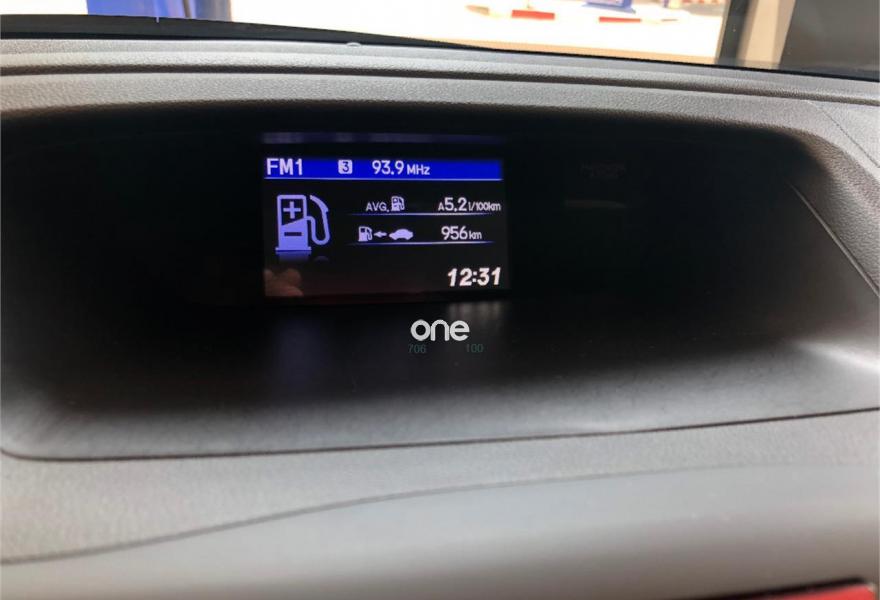 FM1 3 93.9 MHz
AVG. A5.2 l/100km
956 km
12:31
one
706 100